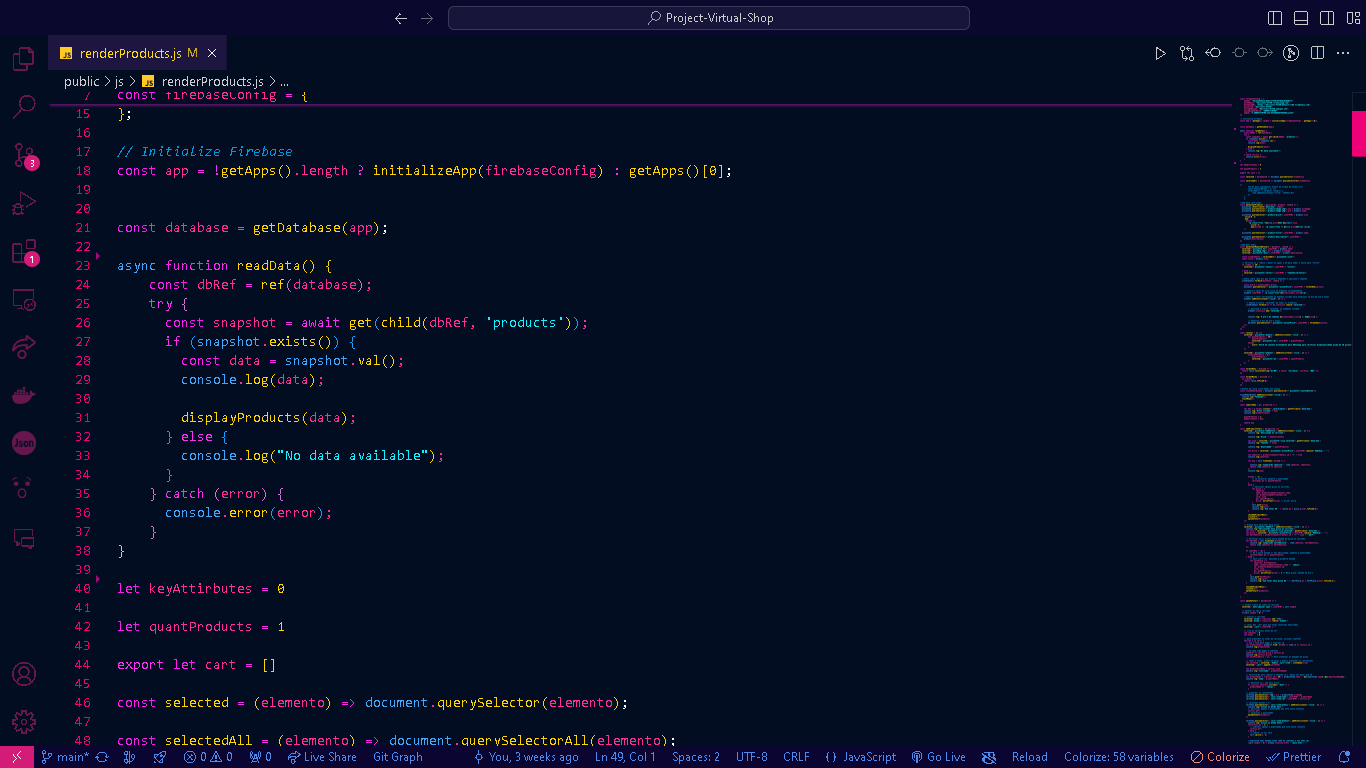 Project-Virtual-Shop
JS renderProducts.js M
public > js > JS renderProducts.js > ...
7 const firebaseConfig = {
15 };
16
17 // Initialize Firebase
18 const app = !getApps().length ? initializeApp(firebaseConfig) : getApps()[0];
19
20
21 const database = getDatabase(app);
22
23 async function readData() {
24 const dbRef = ref(database);
25 try {
26 const snapshot = await get(child(dbRef, 'products'));
27 if (snapshot.exists()) {
28 const data = snapshot.val();
29 console.log(data);
30
31 displayProducts(data);
32 } else {
33 console.log("No data available");
34 }
35 } catch (error) {
36 console.error(error);
37 }
38 }
39
40 let keyAttirbutes = 0
41
42 let quantProducts = 1
43
44 export let cart = []
45
46 const selected = (elemento) => document.querySelector(elemento);
47
48 const selectedAll = (elemento) => document.querySelectorAll(elemento);
3
1
Json
main* 0 0 0 Live Share Git Graph You, 3 weeks ago Ln 49, Col 1 Spaces: 2 UTF-8 CRLF {} JavaScript Go Live Reload Colorize: 58 variables Colorize Prettier